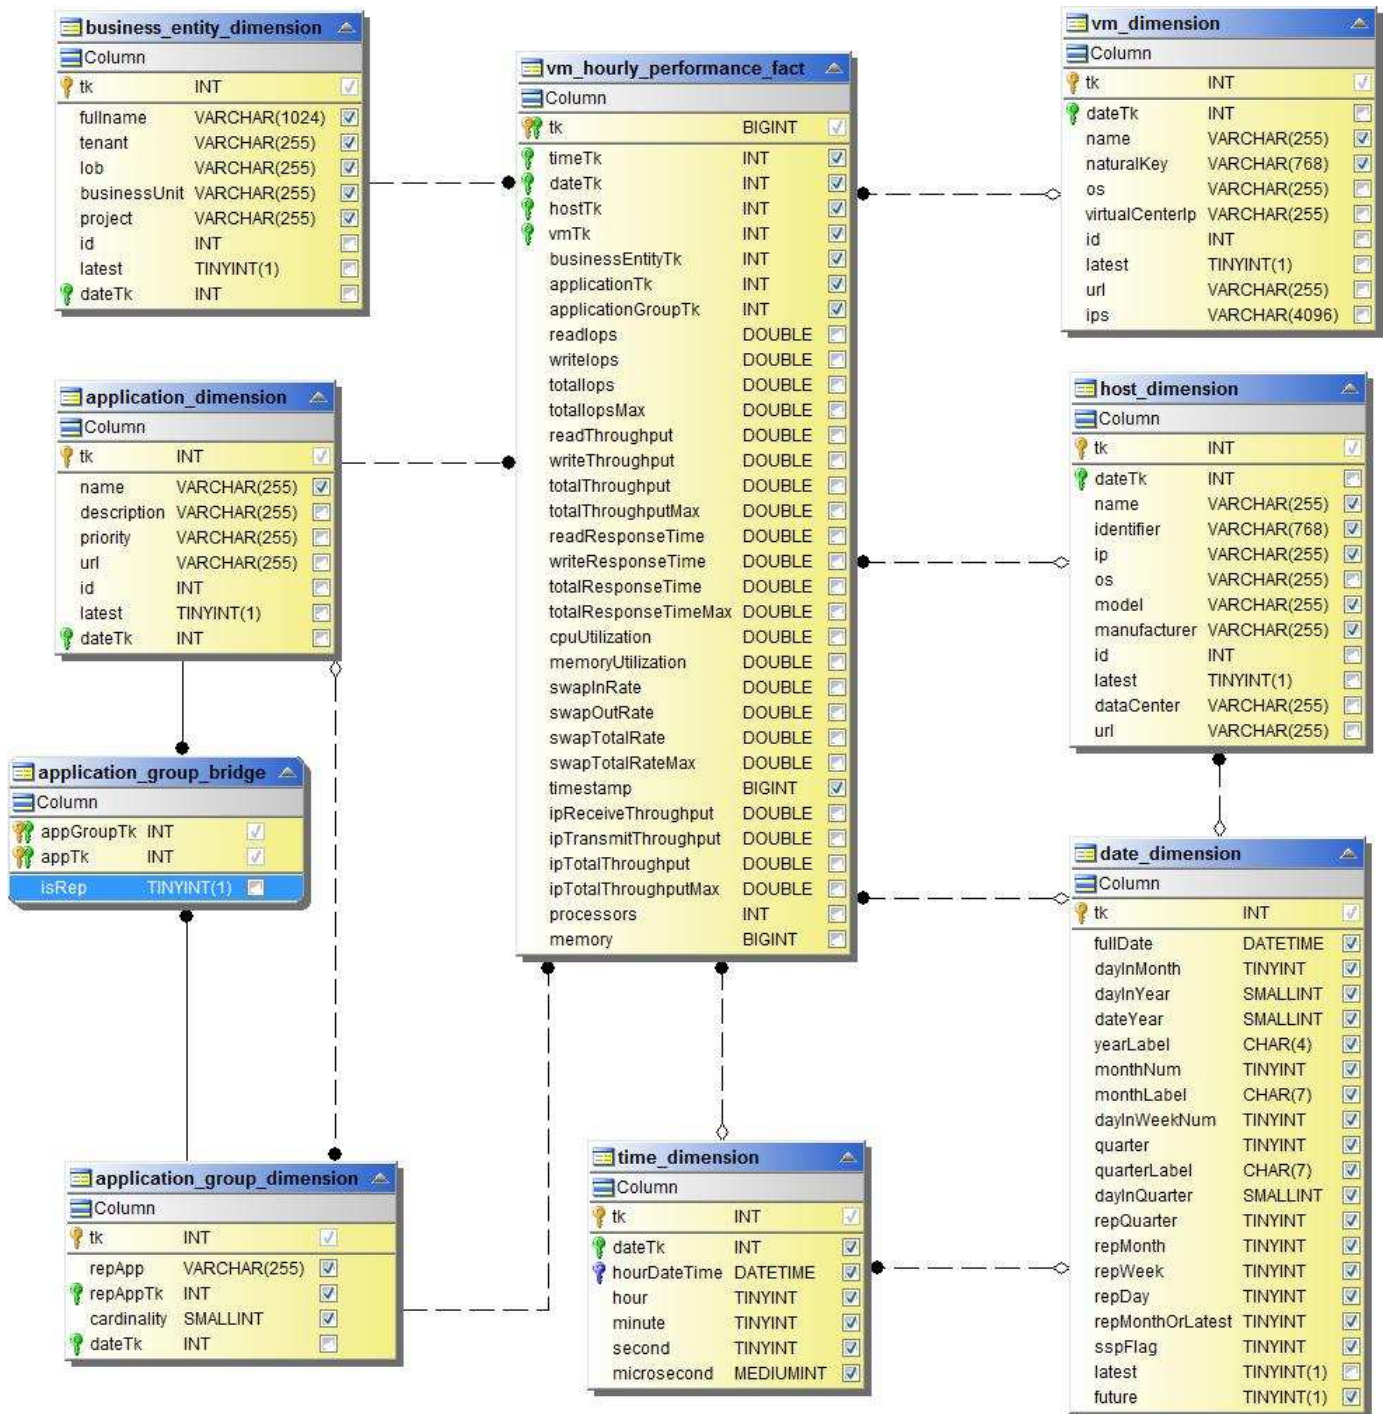 business_entity_dimension
Column
tk INT
fullname VARCHAR(1024)
tenant VARCHAR(255)
lob VARCHAR(255)
businessUnit VARCHAR(255)
project VARCHAR(255)
id INT
latest TINYINT(1)
dateTk INT
application_dimension
Column
tk INT
name VARCHAR(255)
description VARCHAR(255)
priority VARCHAR(255)
url VARCHAR(255)
id INT
latest TINYINT(1)
dateTk INT
application_group_bridge
Column
appGroupTk INT
appTk INT
isRep TINYINT(1)
application_group_dimension
Column
tk INT
repApp VARCHAR(255)
repAppTk INT
cardinality SMALLINT
dateTk INT
vm_hourly_performance_fact
Column
tk BIGINT
timeTk INT
dateTk INT
hostTk INT
vmTk INT
businessEntityTk INT
applicationTk INT
applicationGroupTk INT
readIops DOUBLE
writeIops DOUBLE
totalIops DOUBLE
totalIopsMax DOUBLE
readThroughput DOUBLE
writeThroughput DOUBLE
totalThroughput DOUBLE
totalThroughputMax DOUBLE
readResponseTime DOUBLE
writeResponseTime DOUBLE
totalResponseTime DOUBLE
totalResponseTimeMax DOUBLE
cpuUtilization DOUBLE
memoryUtilization DOUBLE
swapInRate DOUBLE
swapOutRate DOUBLE
swapTotalRate DOUBLE
swapTotalRateMax DOUBLE
timestamp BIGINT
ipReceiveThroughput DOUBLE
ipTransmitThroughput DOUBLE
ipTotalThroughput DOUBLE
ipTotalThroughputMax DOUBLE
processors INT
memory BIGINT
time_dimension
Column
tk INT
dateTk INT
hourDateTime DATETIME
hour TINYINT
minute TINYINT
second TINYINT
microsecond MEDIUMINT
vm_dimension
Column
tk INT
dateTk INT
name VARCHAR(255)
naturalKey VARCHAR(768)
os VARCHAR(255)
virtualCenterIp VARCHAR(255)
id INT
latest TINYINT(1)
url VARCHAR(255)
ips VARCHAR(4096)
host_dimension
Column
tk INT
dateTk INT
name VARCHAR(255)
identifier VARCHAR(768)
ip VARCHAR(255)
os VARCHAR(255)
model VARCHAR(255)
manufacturer VARCHAR(255)
id INT
latest TINYINT(1)
dataCenter VARCHAR(255)
url VARCHAR(255)
date_dimension
Column
tk INT
fullDate DATETIME
dayInMonth TINYINT
dayInYear SMALLINT
dateYear SMALLINT
yearLabel CHAR(4)
monthNum TINYINT
monthLabel CHAR(7)
dayInWeekNum TINYINT
quarter TINYINT
quarterLabel CHAR(7)
dayInQuarter SMALLINT
repQuarter TINYINT
repMonth TINYINT
repWeek TINYINT
repDay TINYINT
repMonthOrLatest TINYINT
sspFlag TINYINT
latest TINYINT(1)
future TINYINT(1)